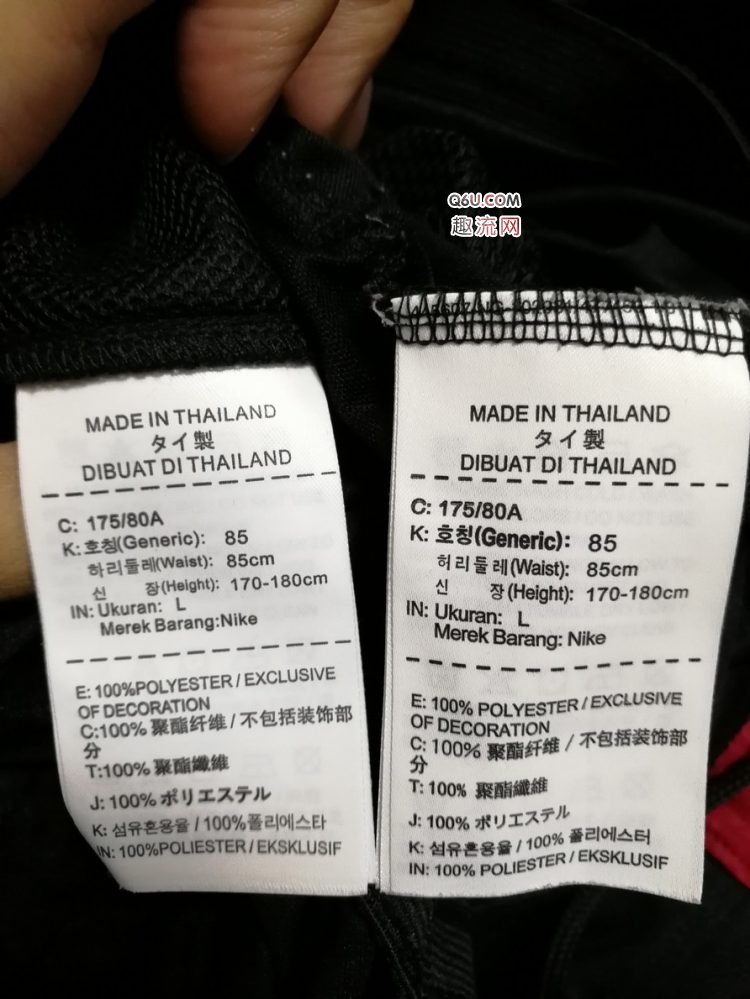 Q6U.COM
趣流网
MADE IN THAILAND
タイ製
DIBUAT DI THAILAND
C: 175/80A
K: 호칭(Generic): 85
허리둘레(Waist): 85cm
신 장(Height): 170-180cm
IN: Ukuran: L
Merek Barang:Nike
E: 100%POLYESTER / EXCLUSIVE
OF DECORATION
C:100% 聚酯纤维 / 不包括装饰部
分
T:100% 聚酯纖維
J: 100% ポリエステル
K: 섬유혼용율 / 100%폴리에스타
IN: 100%POLIESTER / EKSKLUSIF
MADE IN THAILAND
タイ製
DIBUAT DI THAILAND
C: 175/80A
K: 호칭(Generic): 85
허리둘레(Waist): 85cm
신 장(Height): 170-180cm
IN: Ukuran: L
Merek Barang: Nike
E: 100% POLYESTER / EXCLUSIVE
OF DECORATION
C: 100% 聚酯纤维 / 不包括装饰部
分
T: 100% 聚酯纖維
J: 100% ポリエステル
K: 섬유혼용율 / 100% 폴리에스터
IN: 100% POLIESTER / EKSKLUSIF